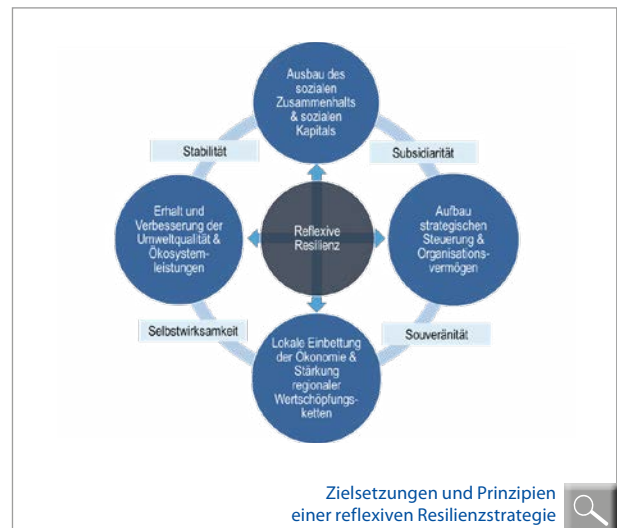 Ausbau des
sozialen
Zusammenhalts
& sozialen
Kapitals
Stabilität
Subsidiarität
Erhalt und
Verbesserung der
Umweltqualität &
Ökosystem-
leistungen
Reflexive
Resilienz
Aufbau
strategischen
Steuerung &
Organisations-
vermögen
Selbstwirksamkeit
Souveränität
Lokale Einbettung
der Ökonomie &
Stärkung
regionaler
Wertschöpfungs-
ketten
Zielsetzungen und Prinzipien
einer reflexiven Resilienzstrategie